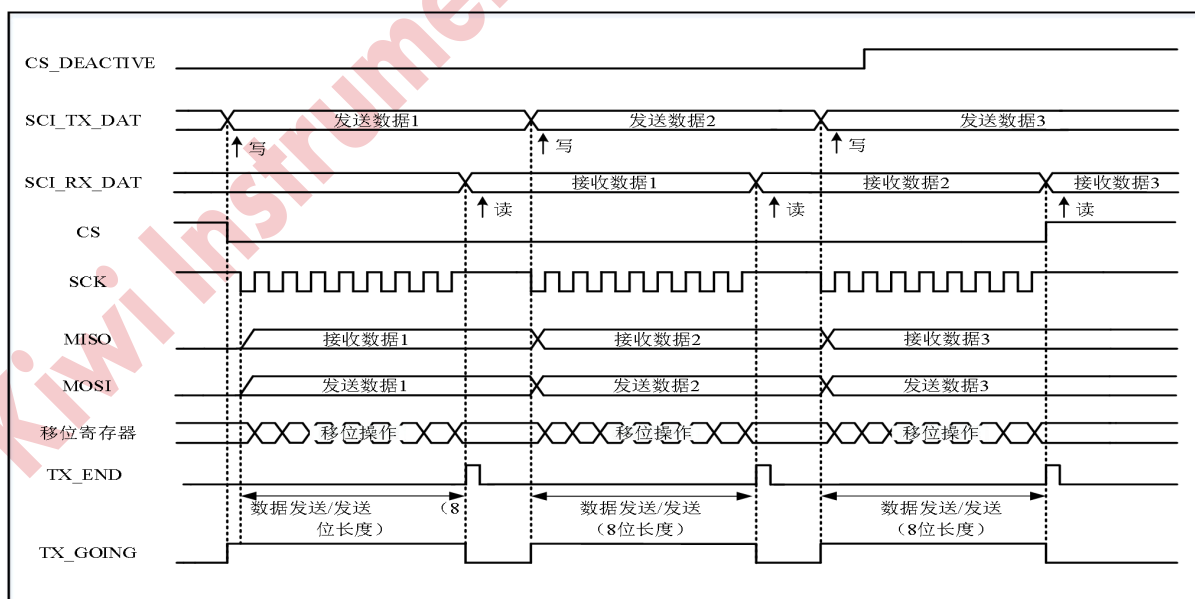 CS_DEACTIVE
SCI_TX_DAT 发送数据1 发送数据2 发送数据3
写 写 写
SCI_RX_DAT 接收数据1 接收数据2 接收数据3
读 读 读
CS
SCK
MISO 接收数据1 接收数据2 接收数据3
MOSI 发送数据1 发送数据2 发送数据3
移位寄存器 移位操作 移位操作 移位操作
TX_END
数据发送/发送 (8 数据发送/发送 数据发送/发送
位长度) (8位长度) (8位长度)
TX_GOING
Kiwi Instrument